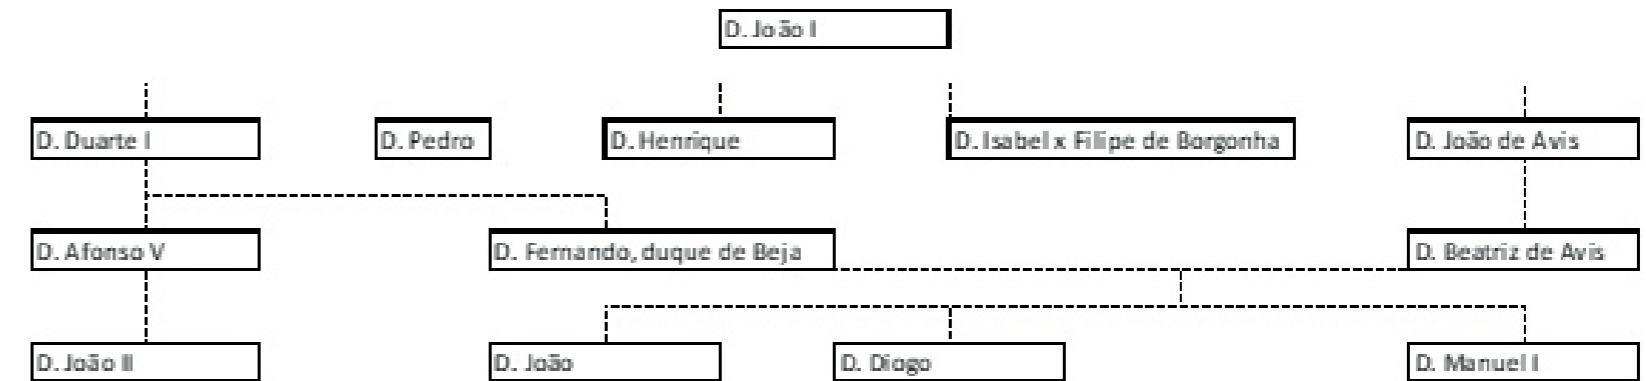 D. João I
D. Duarte I
D. Pedro
D. Henrique
D. Isabel x Filipe de Borgonha
D. João de Avis
D. Afonso V
D. Fernando, duque de Beja
D. Beatriz de Avis
D. João II
D. João
D. Diogo
D. Manuel I